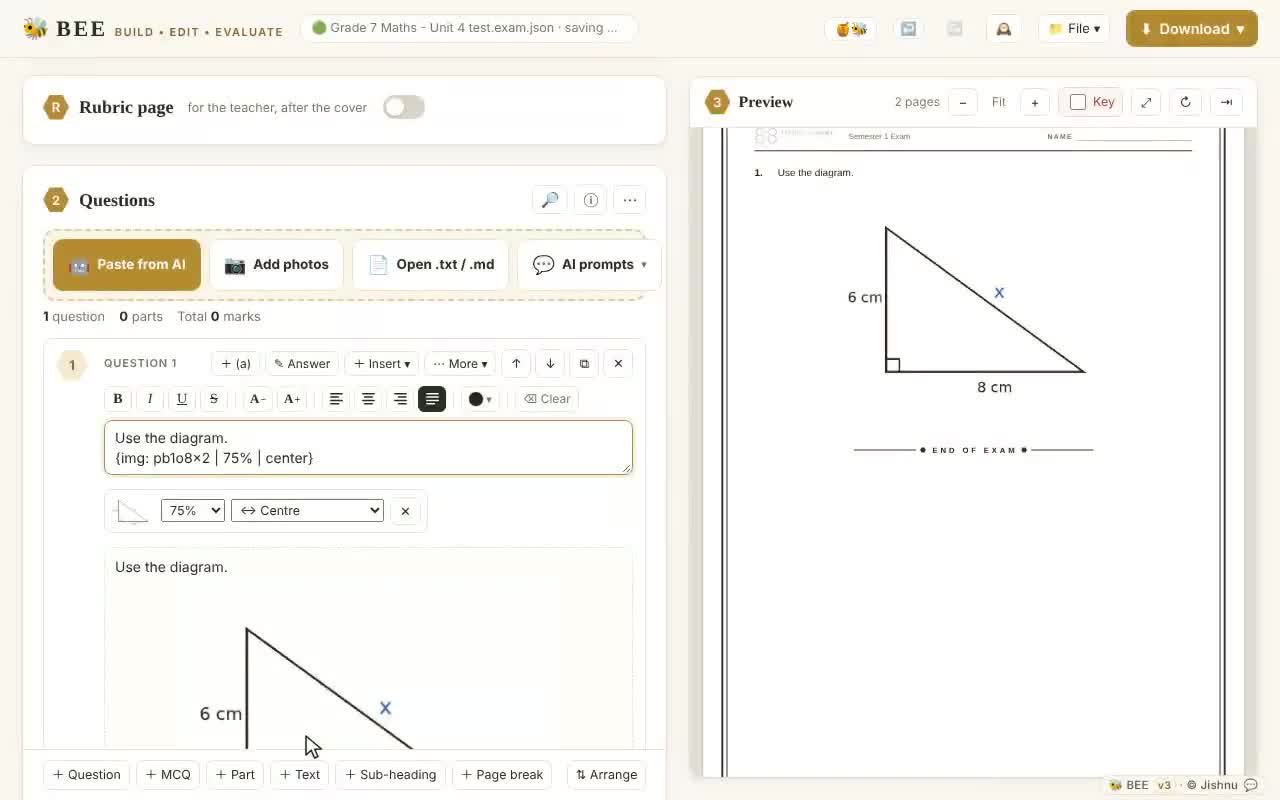 BEE BUILD • EDIT • EVALUATE
Grade 7 Maths - Unit 4 test.exam.json · saving ...
File ▾
Download ▾
R Rubric page for the teacher, after the cover
2 Questions
Paste from AI
Add photos
Open .txt / .md
AI prompts ▾
1 question 0 parts Total 0 marks
1 QUESTION 1
+ (a)
✎ Answer
+ Insert ▾
··· More ▾
B I U S A− A+
Clear
Use the diagram.
{img: pb1o8×2 | 75% | center}
75%
↔ Centre
Use the diagram.
6 cm
x
+ Question
+ MCQ
+ Part
+ Text
+ Sub-heading
+ Page break
⇅ Arrange
3 Preview
2 pages
− Fit +
Key
Semester 1 Exam
NAME
1. Use the diagram.
6 cm
x
8 cm
END OF EXAM
BEE v3 · © Jishnu